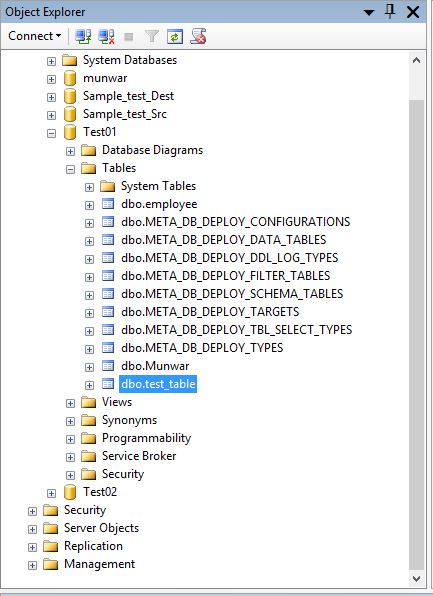 Object Explorer
Connect
System Databases
munwar
Sample_test_Dest
Sample_test_Src
Test01
Database Diagrams
Tables
System Tables
dbo.employee
dbo.META_DB_DEPLOY_CONFIGURATIONS
dbo.META_DB_DEPLOY_DATA_TABLES
dbo.META_DB_DEPLOY_DDL_LOG_TYPES
dbo.META_DB_DEPLOY_FILTER_TABLES
dbo.META_DB_DEPLOY_SCHEMA_TABLES
dbo.META_DB_DEPLOY_TARGETS
dbo.META_DB_DEPLOY_TBL_SELECT_TYPES
dbo.META_DB_DEPLOY_TYPES
dbo.Munwar
dbo.test_table
Views
Synonyms
Programmability
Service Broker
Security
Test02
Security
Server Objects
Replication
Management